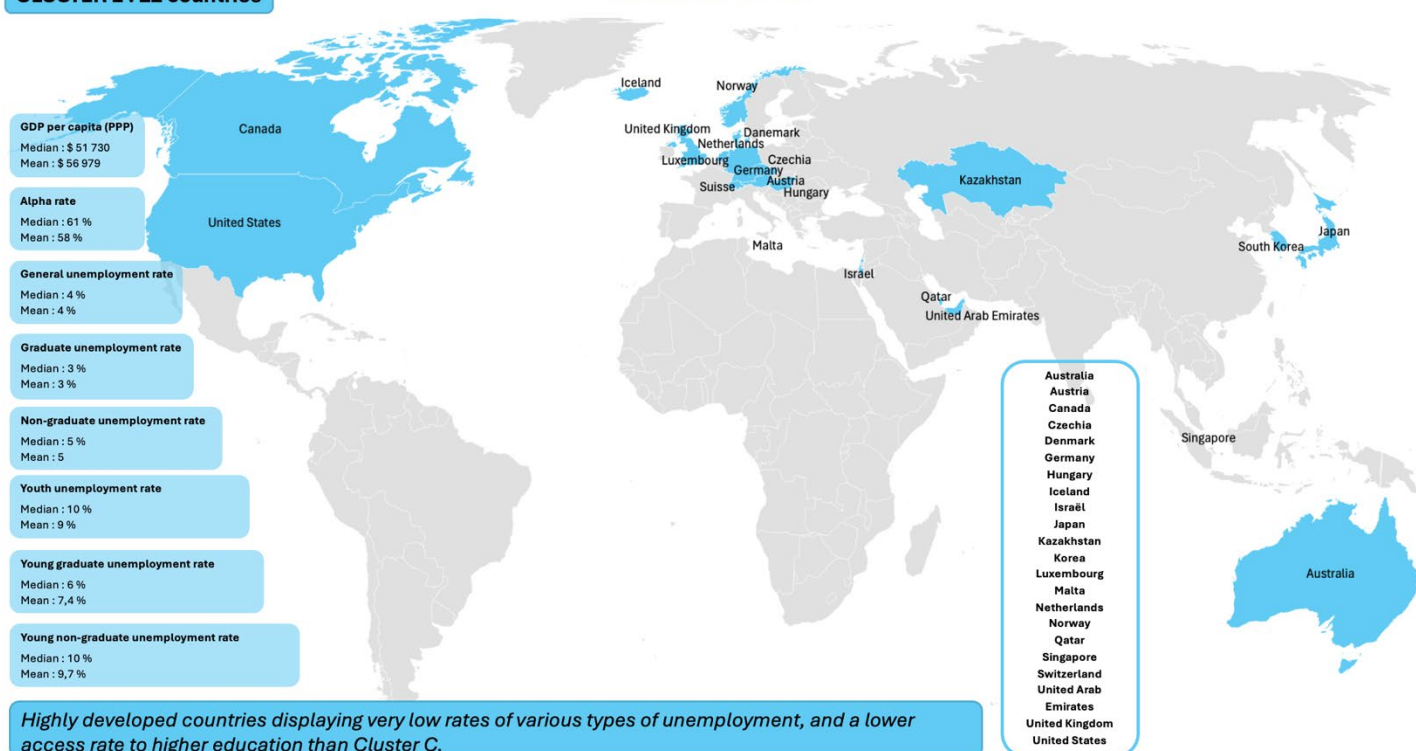 CLUSTER E : 22 countries
GDP per capita (PPP)
Median : $ 51 730
Mean : $ 56 979
Alpha rate
Median : 61 %
Mean : 58 %
General unemployment rate
Median : 4 %
Mean : 4 %
Graduate unemployment rate
Median : 3 %
Mean : 3 %
Non-graduate unemployment rate
Median : 5 %
Mean : 5
Youth unemployment rate
Median : 10 %
Mean : 9 %
Young graduate unemployment rate
Median : 6 %
Mean : 7,4 %
Young non-graduate unemployment rate
Median : 10 %
Mean : 9,7 %
Canada
United States
Iceland
Norway
United Kingdom
Danemark
Netherlands
Luxembourg
Czechia
Germany
Suisse
Austria
Hungary
Malta
Israel
Kazakhstan
Qatar
United Arab Emirates
South Korea
Japan
Singapore
Australia
Australia
Austria
Canada
Czechia
Denmark
Germany
Hungary
Iceland
Israël
Japan
Kazakhstan
Korea
Luxembourg
Malta
Netherlands
Norway
Qatar
Singapore
Switzerland
United Arab
Emirates
United Kingdom
United States
Highly developed countries displaying very low rates of various types of unemployment, and a lower
access rate to higher education than Cluster C.